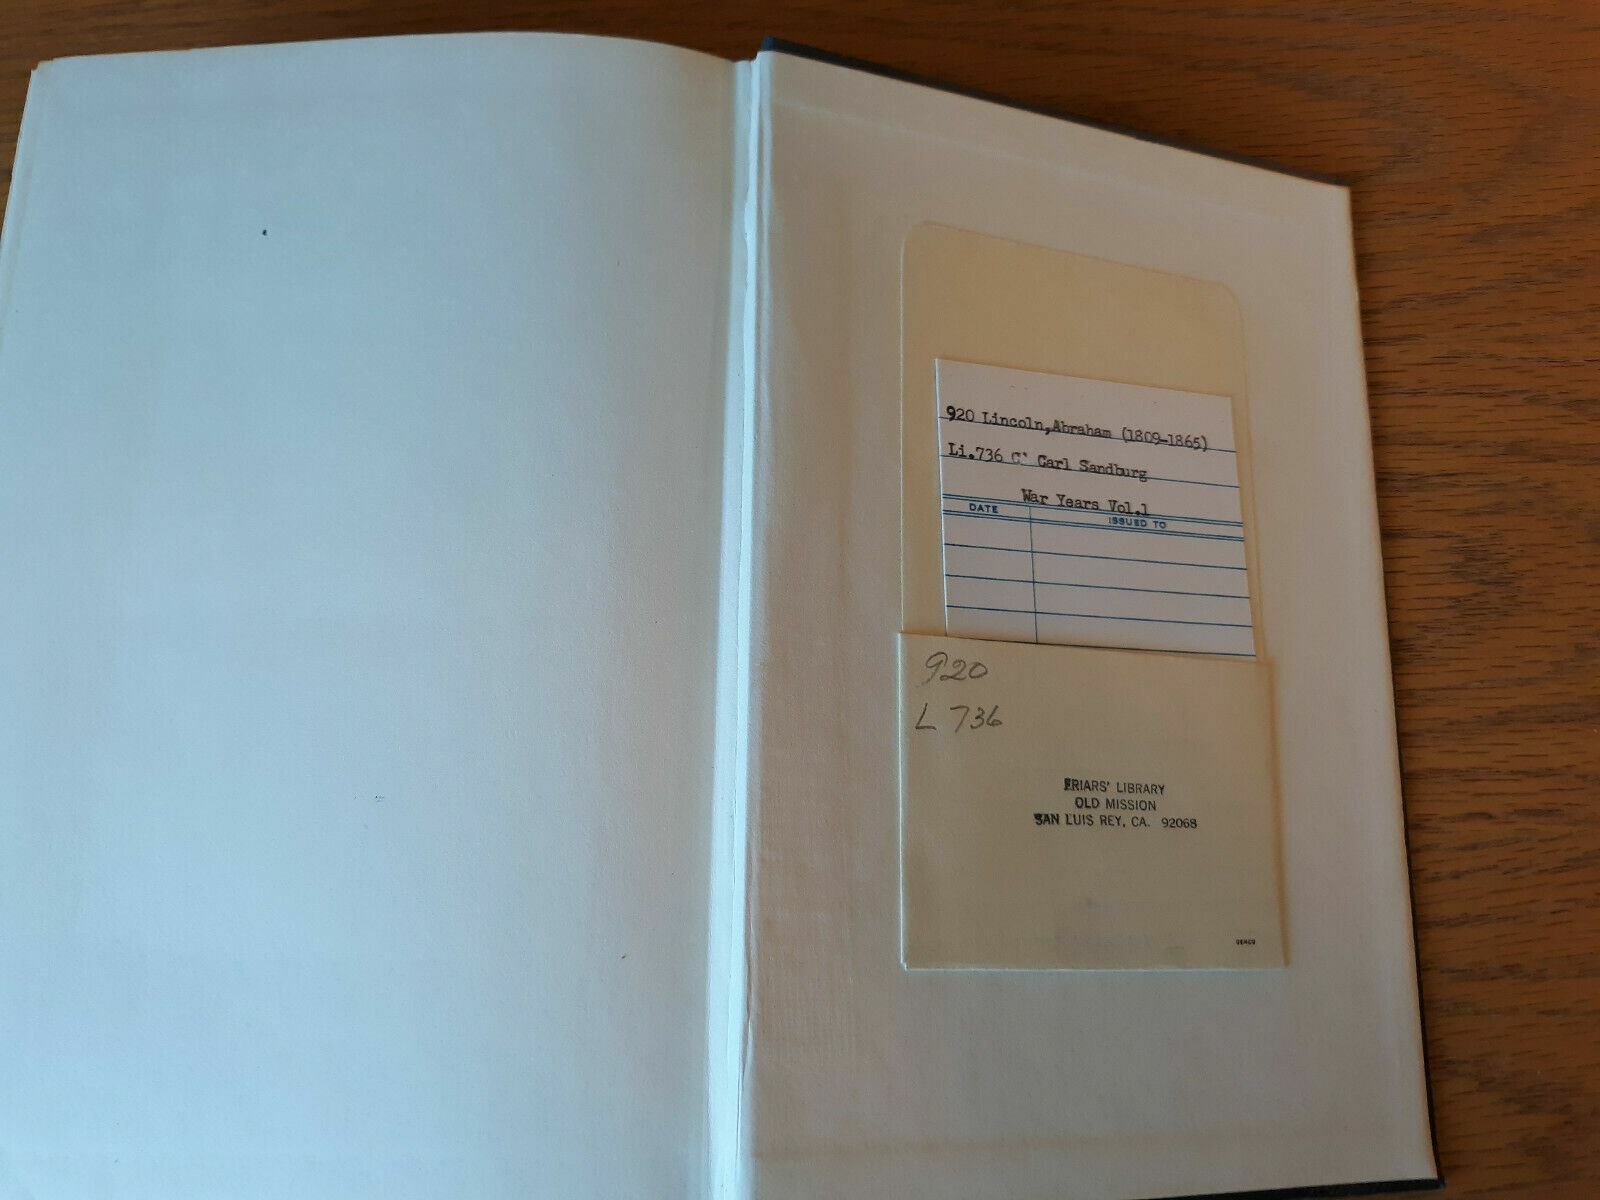 920 Lincoln,Abraham (1809-1865)
Li.736 C' Carl Sandburg
War Years Vol.1
DATE ISSUED TO
920
L 736
FRIARS' LIBRARY
OLD MISSION
SAN LUIS REY, CA. 92068